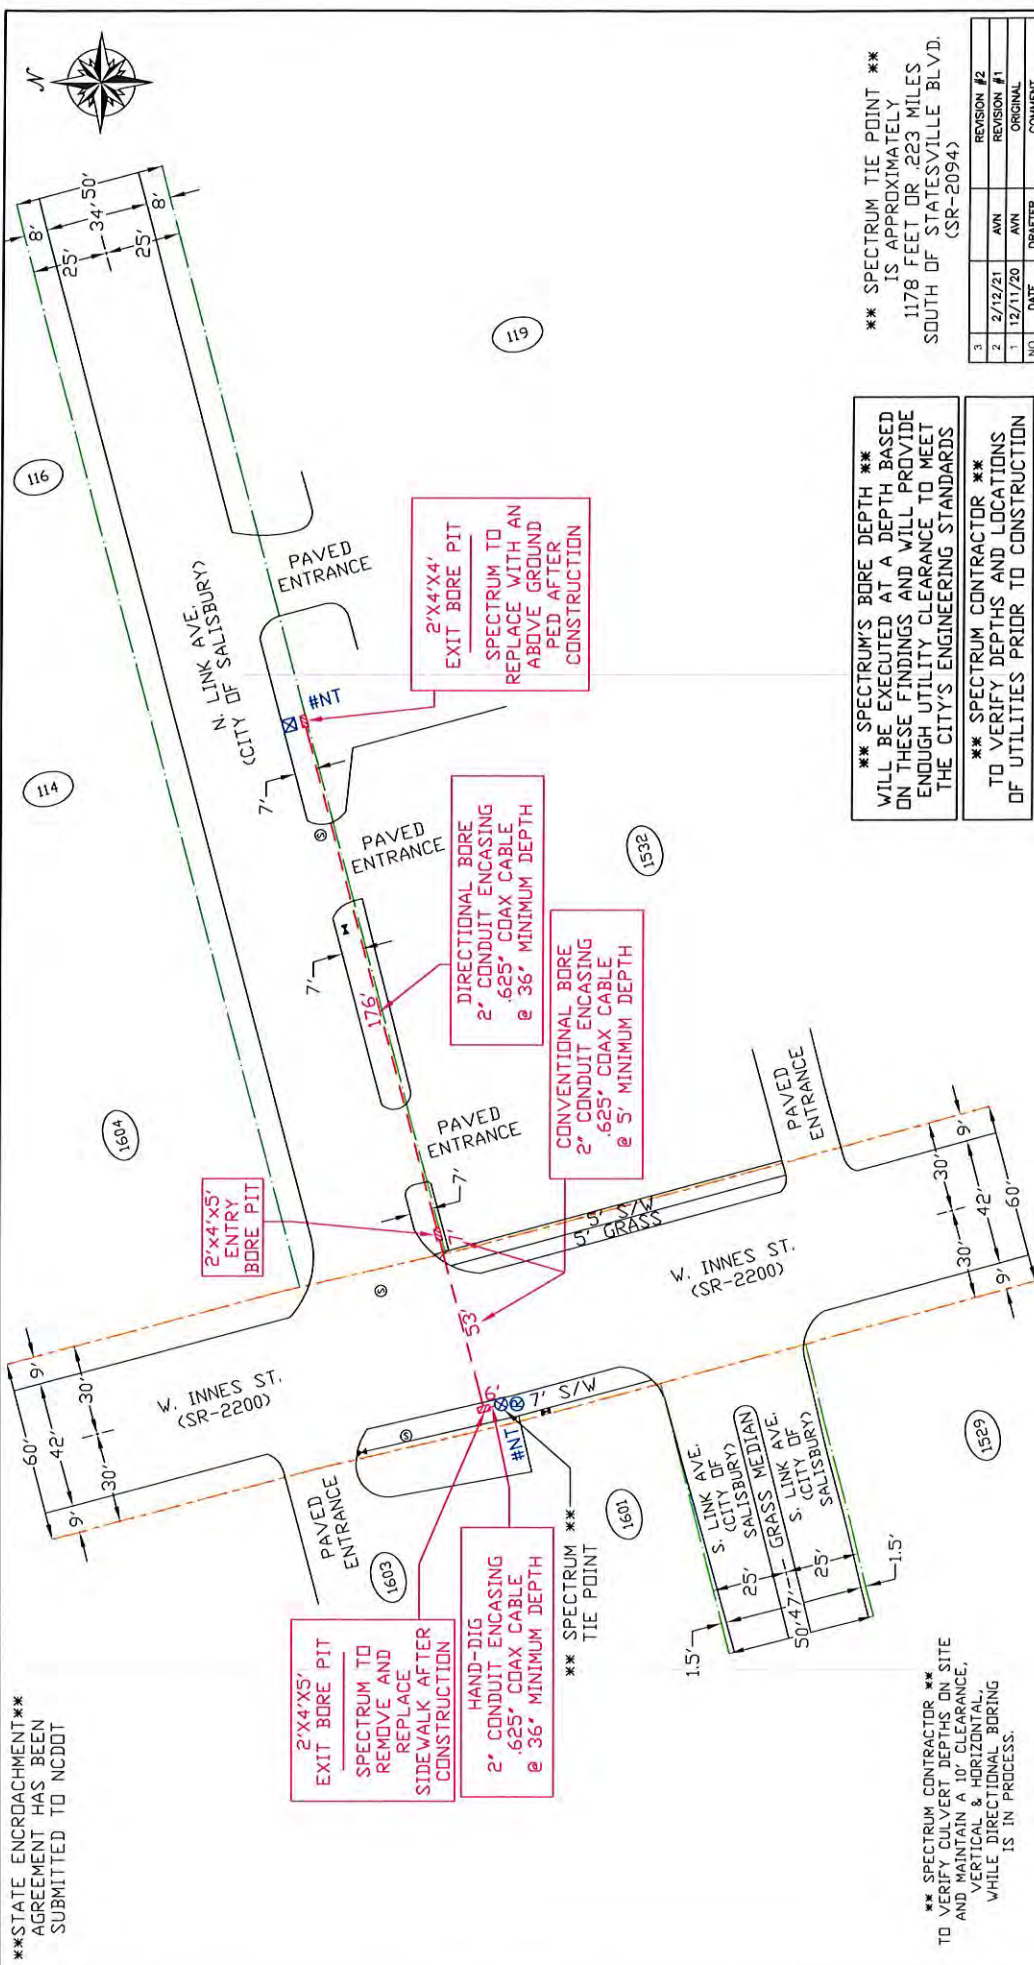 **STATE ENCROACHMENT**
AGREEMENT HAS BEEN
SUBMITTED TO NCDOT
N
60'
42'
9'
30'
30'
9'
W. INNES ST.
(SR-2200)
PAVED
ENTRANCE
1603
1604
114
116
119
1532
1601
1529
N. LINK AVE.
(CITY OF SALISBURY)
8'
25'
34'
50'
25'
8'
PAVED
ENTRANCE
#NT
7'
S
PAVED
ENTRANCE
7'
176'
PAVED
ENTRANCE
7'
7'
S
53'
6'
S
R
7' S/W
#NT
5' S/W
5' GRASS
W. INNES ST.
(SR-2200)
PAVED
ENTRANCE
9'
30'
42'
60'
30'
9'
2'x4'x5'
ENTRY
BORE PIT
2'X4'X4'
EXIT BORE PIT
SPECTRUM TO
REPLACE WITH AN
ABOVE GROUND
PED AFTER
CONSTRUCTION
DIRECTIONAL BORE
2" CONDUIT ENCASING
.625" COAX CABLE
@ 36" MINIMUM DEPTH
CONVENTIONAL BORE
2" CONDUIT ENCASING
.625" COAX CABLE
@ 5' MINIMUM DEPTH
2'X4'X5'
EXIT BORE PIT
SPECTRUM TO
REMOVE AND
REPLACE
SIDEWALK AFTER
CONSTRUCTION
HAND-DIG
2" CONDUIT ENCASING
.625" COAX CABLE
@ 36" MINIMUM DEPTH
** SPECTRUM **
TIE POINT
S. LINK AVE.
(CITY OF
SALISBURY)
GRASS MEDIAN
S. LINK AVE.
(CITY OF
SALISBURY)
1.5'
25'
50'
47'
25'
1.5'
** SPECTRUM CONTRACTOR **
TO VERIFY CULVERT DEPTHS ON SITE
AND MAINTAIN A 10' CLEARANCE,
VERTICAL & HORIZONTAL,
WHILE DIRECTIONAL BORING
IS IN PROCESS.
** SPECTRUM'S BORE DEPTH **
WILL BE EXECUTED AT A DEPTH BASED
ON THESE FINDINGS AND WILL PROVIDE
ENOUGH UTILITY CLEARANCE TO MEET
THE CITY'S ENGINEERING STANDARDS
** SPECTRUM CONTRACTOR **
TO VERIFY DEPTHS AND LOCATIONS
OF UTILITIES PRIOR TO CONSTRUCTION
** SPECTRUM TIE POINT **
IS APPROXIMATELY
1178 FEET OR .223 MILES
SOUTH OF STATESVILLE BLVD.
(SR-2094)
3 REVISION #2
2 2/12/21 AVN REVISION #1
1 12/11/20 AVN ORIGINAL
NO DATE DRAFTER COMMENT